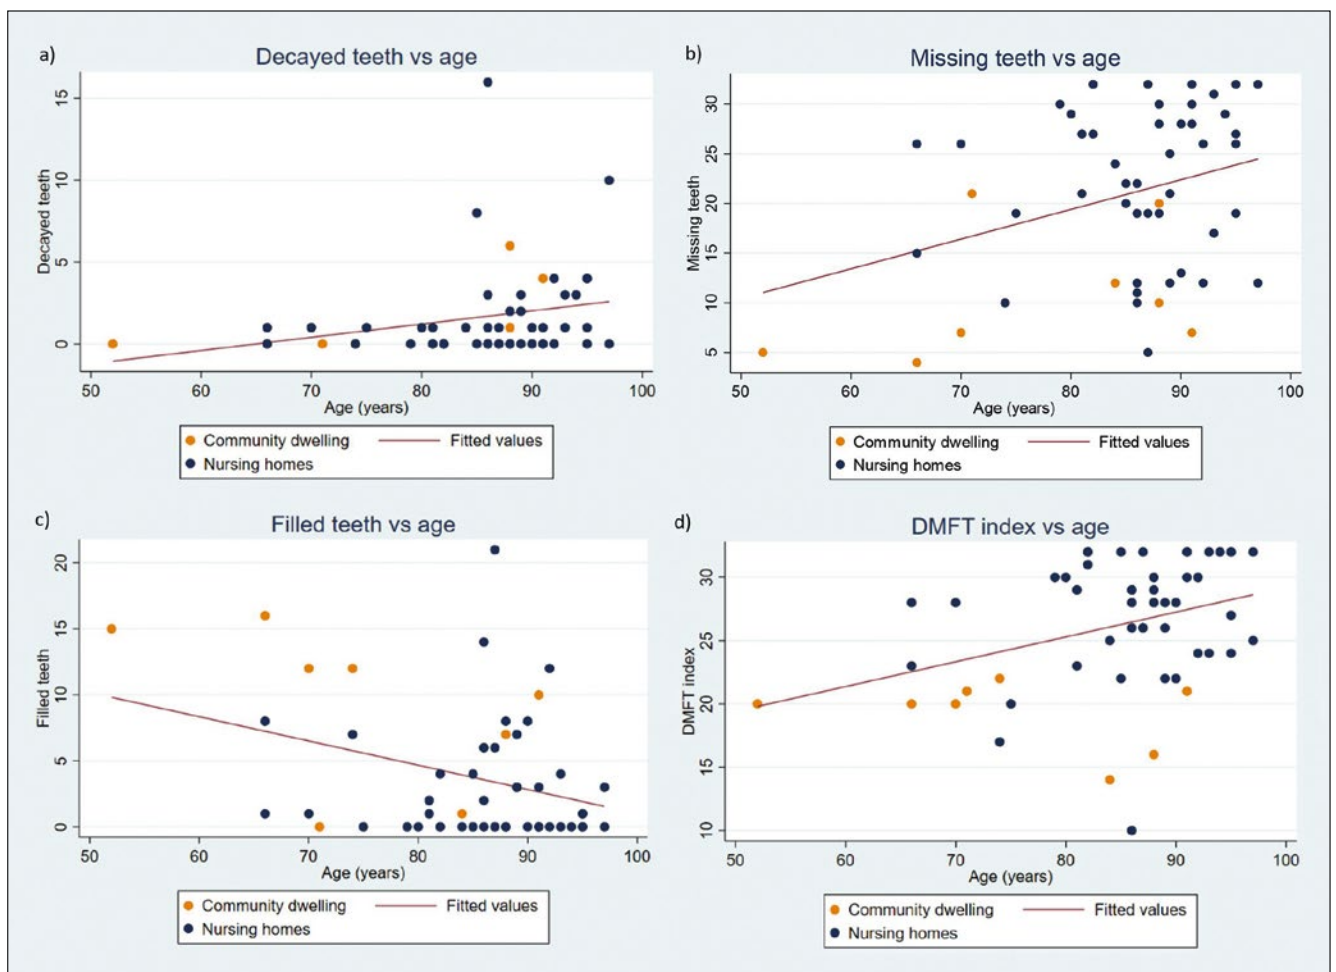 a)
Decayed teeth vs age
Decayed teeth
15
10
5
0
50 60 70 80 90 100
Age (years)
Community dwelling Fitted values
Nursing homes
b)
Missing teeth vs age
Missing teeth
30
25
20
15
10
5
50 60 70 80 90 100
Age (years)
Community dwelling Fitted values
Nursing homes
c)
Filled teeth vs age
Filled teeth
20
15
10
5
0
50 60 70 80 90 100
Age (years)
Community dwelling Fitted values
Nursing homes
d)
DMFT index vs age
DMFT index
30
25
20
15
10
50 60 70 80 90 100
Age (years)
Community dwelling Fitted values
Nursing homes